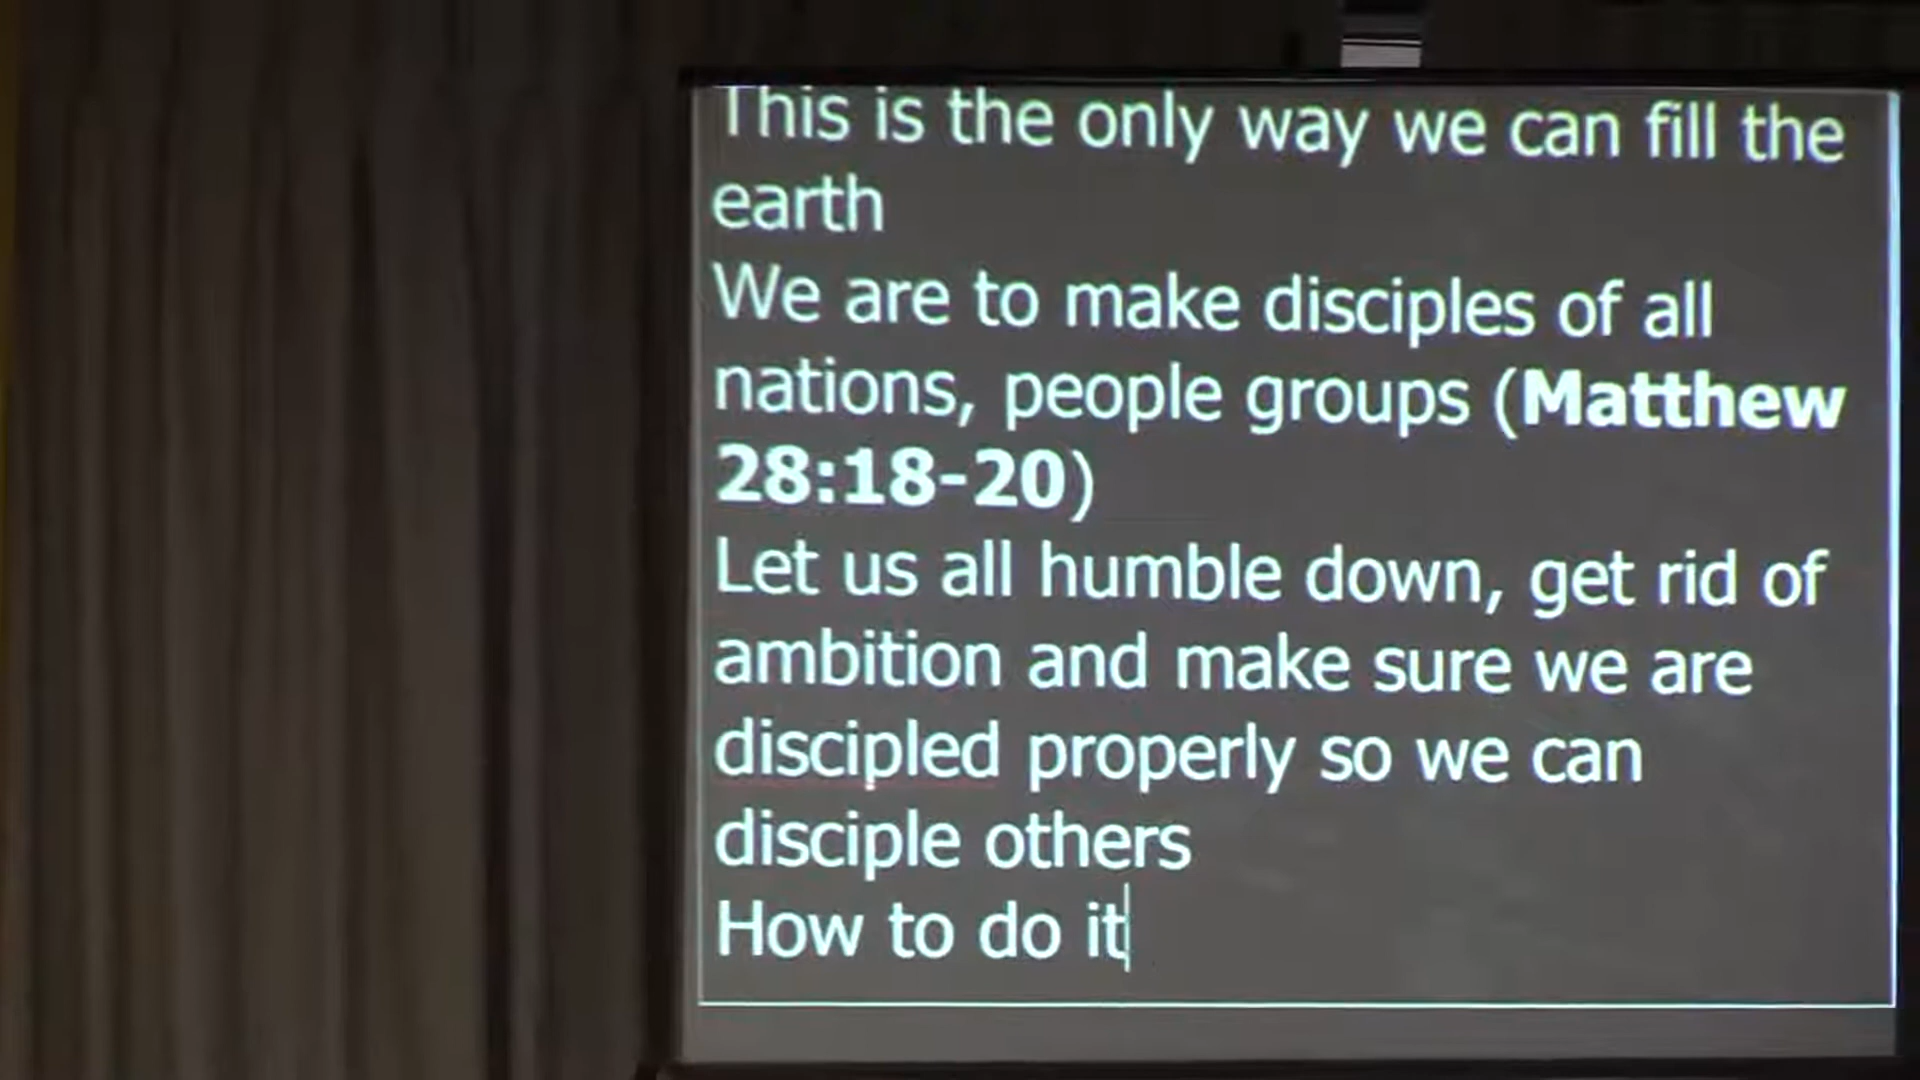 This is the only way we can fill the
earth
We are to make disciples of all
nations, people groups (Matthew
28:18-20)
Let us all humble down, get rid of
ambition and make sure we are
discipled properly so we can
disciple others
How to do it